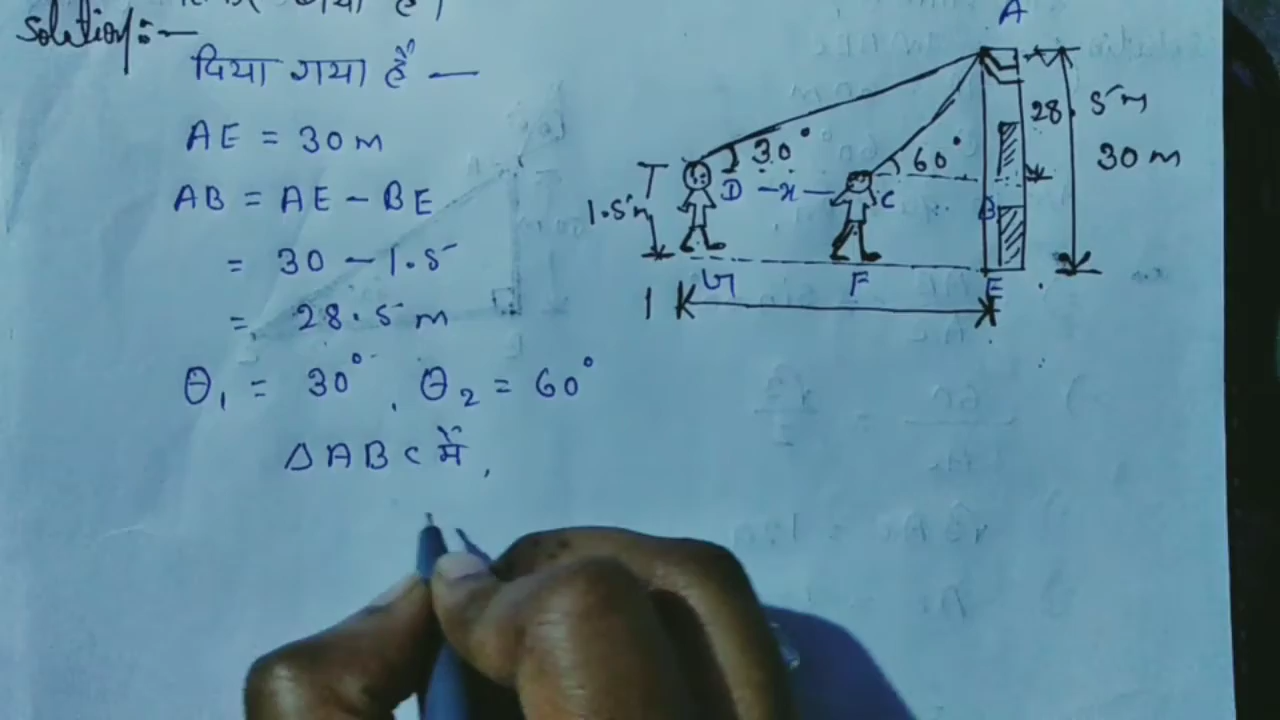 Solution :-
दिया गया हैं —
AE = 30 m
AB = AE - BE
= 30 - 1.5
= 28.5 m
θ₁ = 30°, θ₂ = 60°
Δ ABC में,
A
28.5 m
30 m
30°
60°
D - x - C
B
1.5 m
G F E